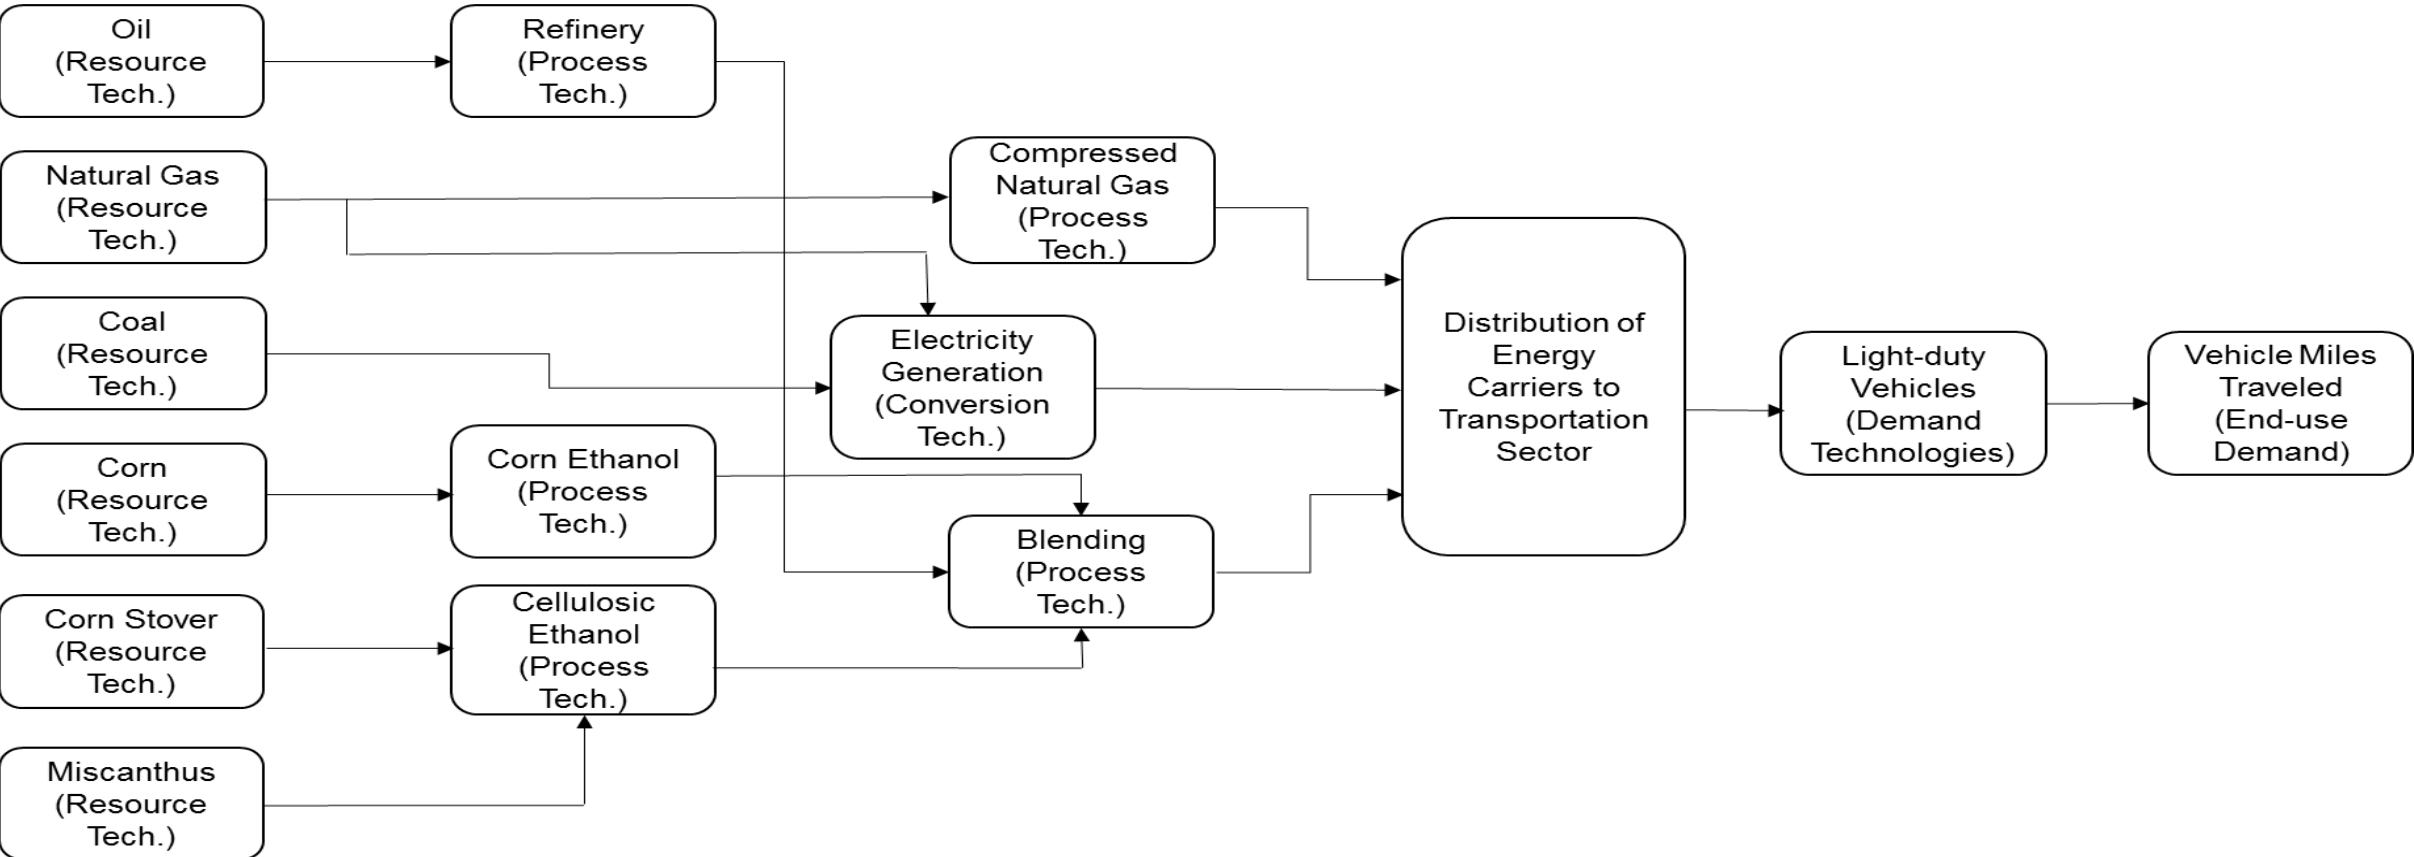 Oil
(Resource
Tech.)
Refinery
(Process
Tech.)
Natural Gas
(Resource
Tech.)
Compressed
Natural Gas
(Process
Tech.)
Coal
(Resource
Tech.)
Electricity
Generation
(Conversion
Tech.)
Distribution of
Energy
Carriers to
Transportation
Sector
Light-duty
Vehicles
(Demand
Technologies)
Vehicle Miles
Traveled
(End-use
Demand)
Corn
(Resource
Tech.)
Corn Ethanol
(Process
Tech.)
Blending
(Process
Tech.)
Corn Stover
(Resource
Tech.)
Cellulosic
Ethanol
(Process
Tech.)
Miscanthus
(Resource
Tech.)